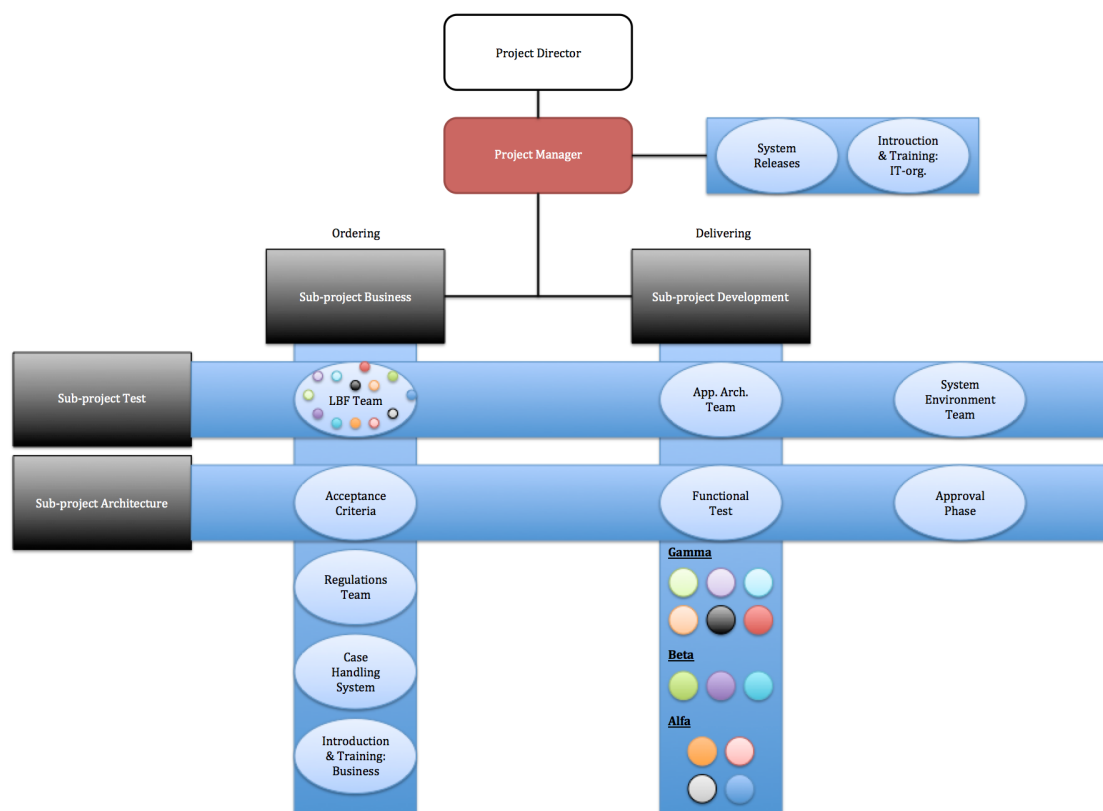 Project Director
Project Manager
System
Releases
Introuction
& Training:
IT-org.
Ordering
Delivering
Sub-project Business
Sub-project Development
Sub-project Test
LBF Team
App. Arch.
Team
System
Environment
Team
Sub-project Architecture
Acceptance
Criteria
Functional
Test
Approval
Phase
Gamma
Regulations
Team
Beta
Case
Handling
System
Alfa
Introduction
& Training:
Business